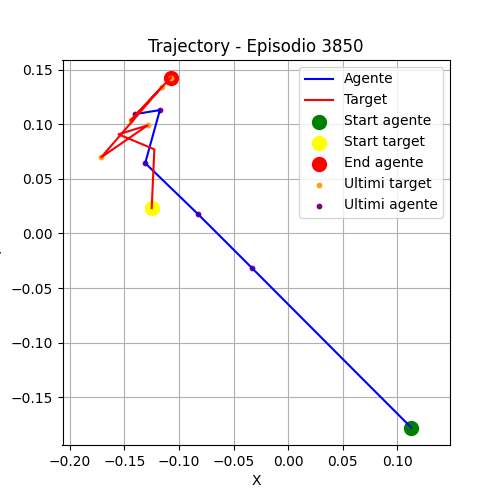 Trajectory - Episodio 3850
Agente
Target
Start agente
Start target
End agente
Ultimi target
Ultimi agente
0.15
0.10
0.05
0.00
−0.05
−0.10
−0.15
−0.20
−0.15
−0.10
−0.05
0.00
0.05
0.10
X